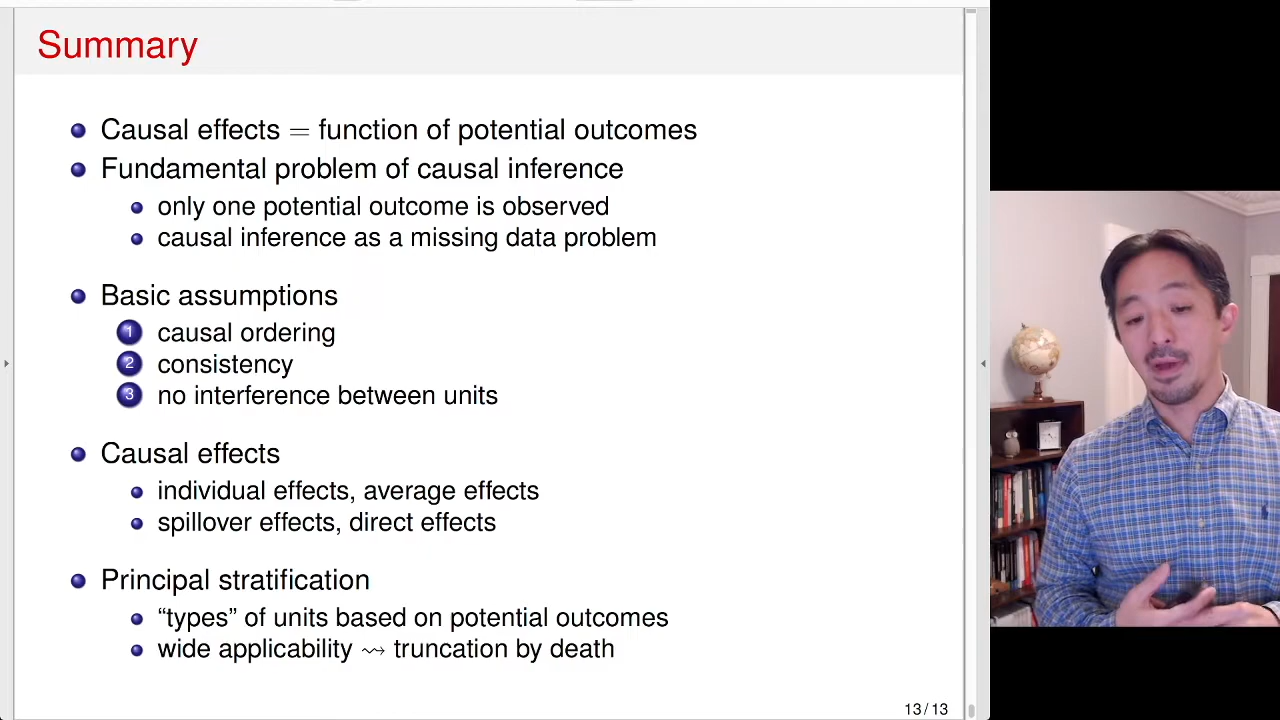 Summary
Causal effects = function of potential outcomes
Fundamental problem of causal inference
only one potential outcome is observed
causal inference as a missing data problem
Basic assumptions
1 causal ordering
2 consistency
3 no interference between units
Causal effects
individual effects, average effects
spillover effects, direct effects
Principal stratification
“types” of units based on potential outcomes
wide applicability ⇝ truncation by death
13 / 13